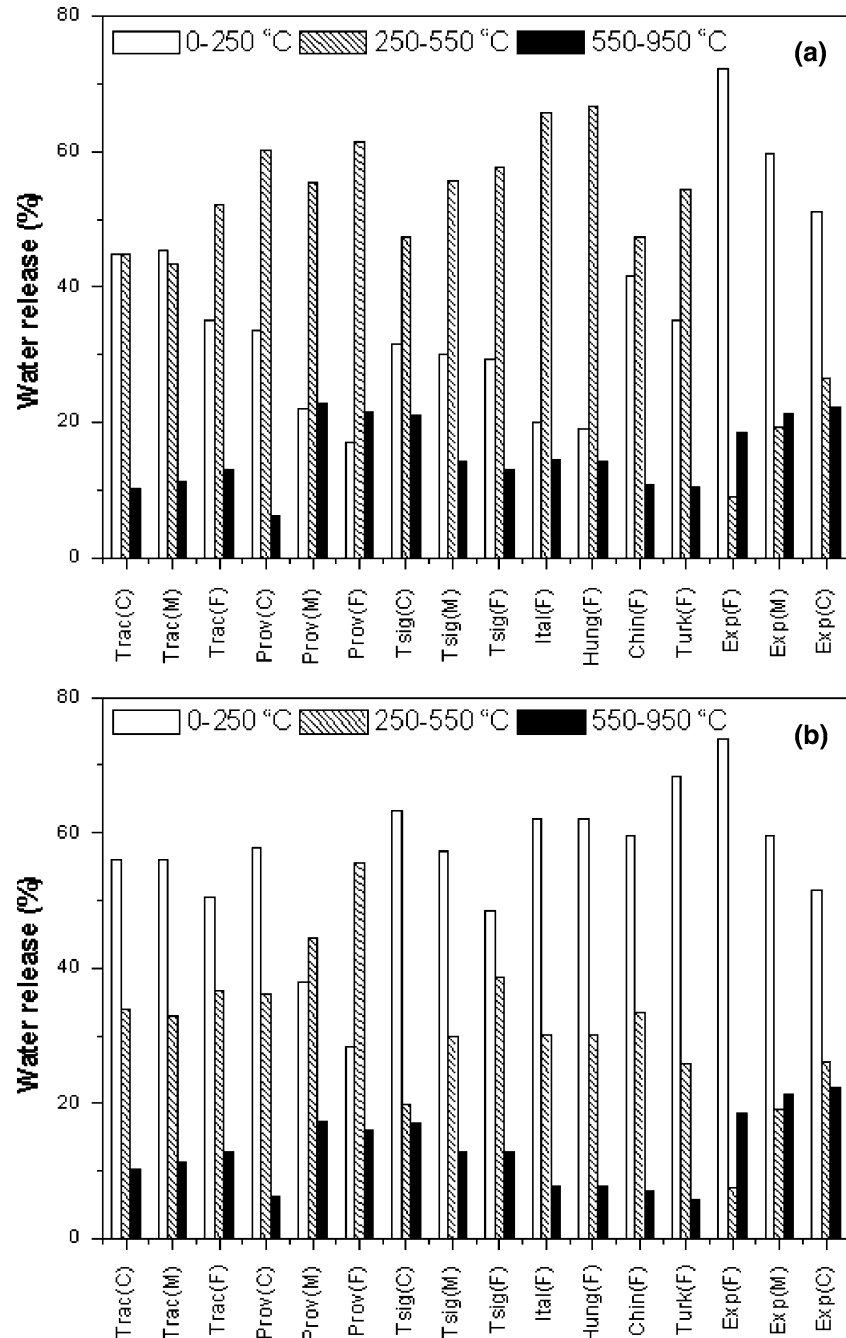 80
0-250 °C 250-550 °C 550-950 °C
(a)
60
40
20
0
Water release (%)
Trac(C)
Trac(M)
Trac(F)
Prov(C)
Prov(M)
Prov(F)
Tsig(C)
Tsig(M)
Tsig(F)
Ital(F)
Hung(F)
Chin(F)
Turk(F)
Exp(F)
Exp(M)
Exp(C)
80
0-250 °C 250-550 °C 550-950 °C
(b)
60
40
20
0
Water release (%)
Trac(C)
Trac(M)
Trac(F)
Prov(C)
Prov(M)
Prov(F)
Tsig(C)
Tsig(M)
Tsig(F)
Ital(F)
Hung(F)
Chin(F)
Turk(F)
Exp(F)
Exp(M)
Exp(C)